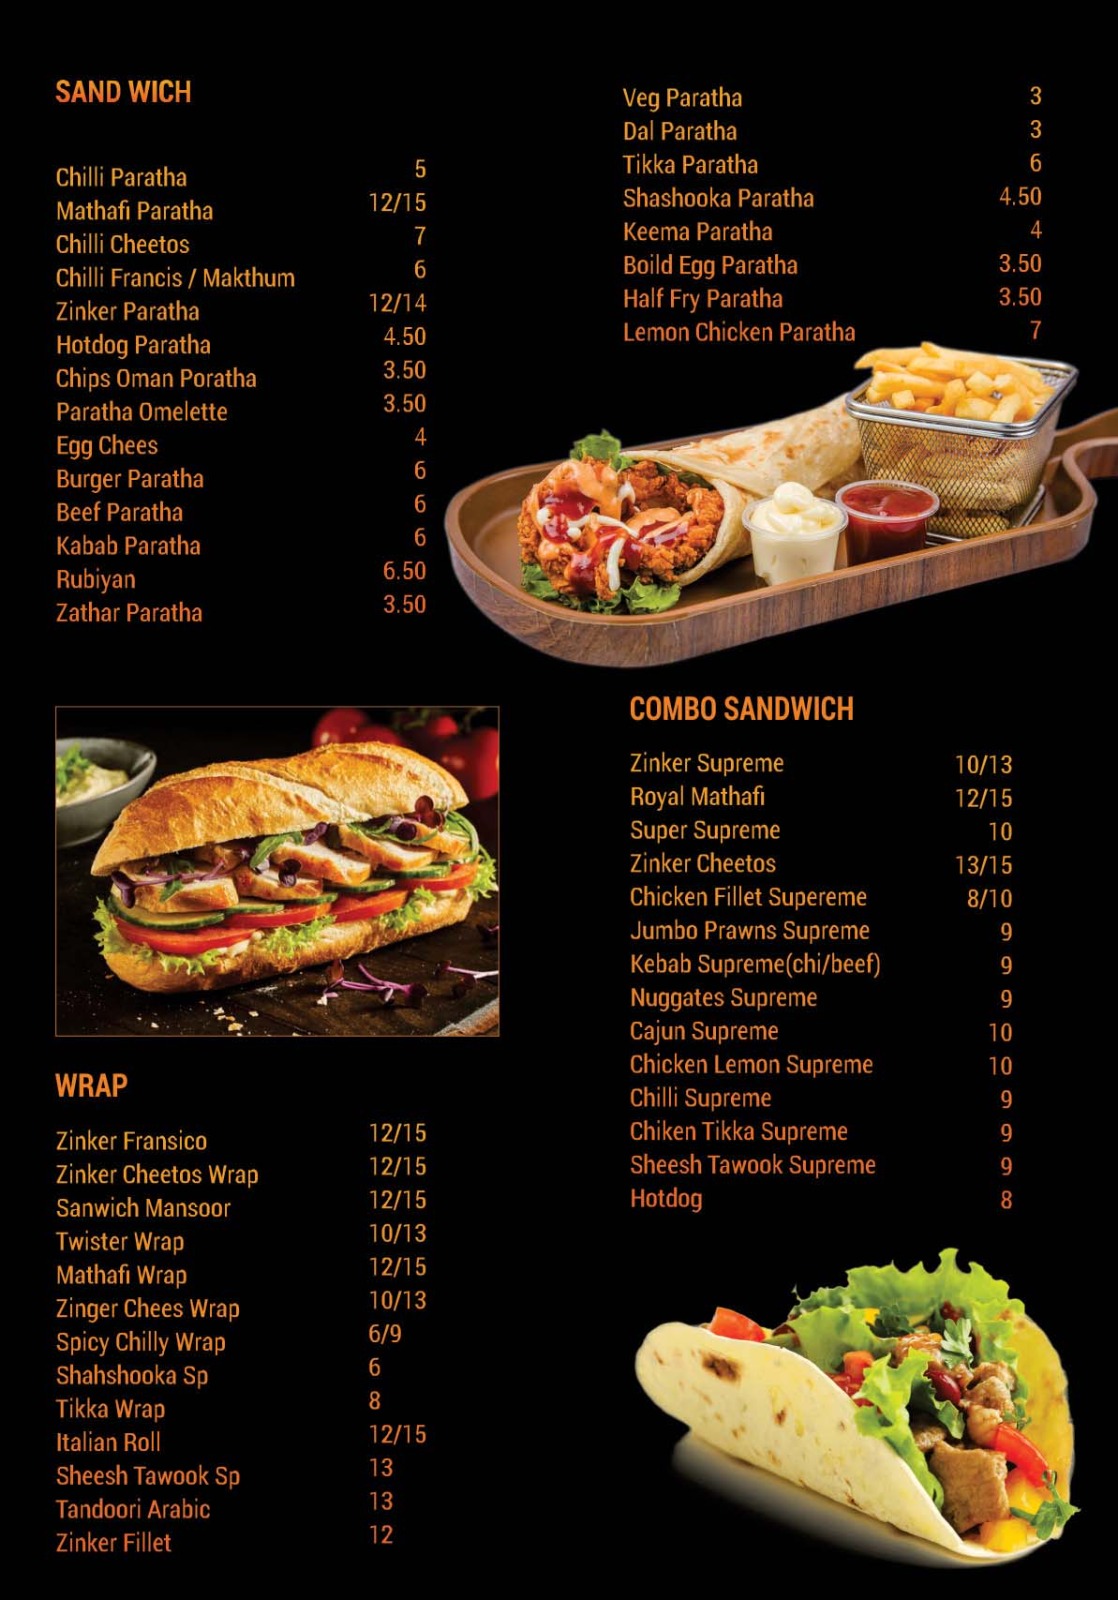 SAND WICH
Chilli Paratha 5
Mathafi Paratha 12/15
Chilli Cheetos 7
Chilli Francis / Makthum 6
Zinker Paratha 12/14
Hotdog Paratha 4.50
Chips Oman Poratha 3.50
Paratha Omelette 3.50
Egg Chees 4
Burger Paratha 6
Beef Paratha 6
Kabab Paratha 6
Rubiyan 6.50
Zathar Paratha 3.50
Veg Paratha 3
Dal Paratha 3
Tikka Paratha 6
Shashooka Paratha 4.50
Keema Paratha 4
Boild Egg Paratha 3.50
Half Fry Paratha 3.50
Lemon Chicken Paratha 7
COMBO SANDWICH
Zinker Supreme 10/13
Royal Mathafi 12/15
Super Supreme 10
Zinker Cheetos 13/15
Chicken Fillet Supereme 8/10
Jumbo Prawns Supreme 9
Kebab Supreme(chi/beef) 9
Nuggates Supreme 9
Cajun Supreme 10
Chicken Lemon Supreme 10
Chilli Supreme 9
Chiken Tikka Supreme 9
Sheesh Tawook Supreme 9
Hotdog 8
WRAP
Zinker Fransico 12/15
Zinker Cheetos Wrap 12/15
Sanwich Mansoor 12/15
Twister Wrap 10/13
Mathafi Wrap 12/15
Zinger Chees Wrap 10/13
Spicy Chilly Wrap 6/9
Shahshooka Sp 6
Tikka Wrap 8
Italian Roll 12/15
Sheesh Tawook Sp 13
Tandoori Arabic 13
Zinker Fillet 12